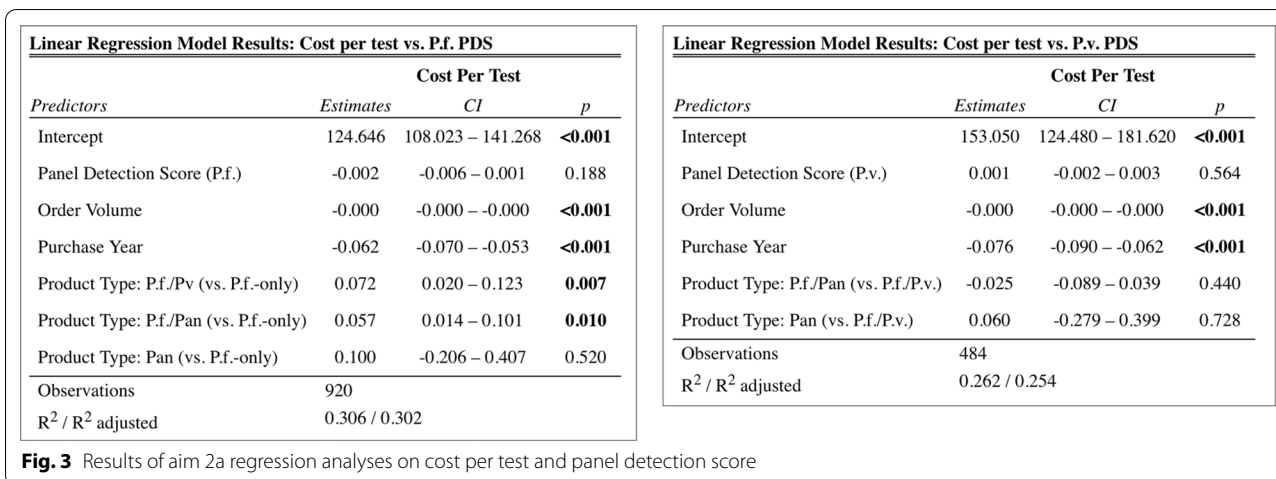 Linear Regression Model Results: Cost per test vs. P.f. PDS
Cost Per Test
Predictors Estimates CI p
Intercept 124.646 108.023 – 141.268 <0.001
Panel Detection Score (P.f.) -0.002 -0.006 – 0.001 0.188
Order Volume -0.000 -0.000 – -0.000 <0.001
Purchase Year -0.062 -0.070 – -0.053 <0.001
Product Type: P.f./Pv (vs. P.f.-only) 0.072 0.020 – 0.123 0.007
Product Type: P.f./Pan (vs. P.f.-only) 0.057 0.014 – 0.101 0.010
Product Type: Pan (vs. P.f.-only) 0.100 -0.206 – 0.407 0.520
Observations 920
R² / R² adjusted 0.306 / 0.302
Linear Regression Model Results: Cost per test vs. P.v. PDS
Cost Per Test
Predictors Estimates CI p
Intercept 153.050 124.480 – 181.620 <0.001
Panel Detection Score (P.v.) 0.001 -0.002 – 0.003 0.564
Order Volume -0.000 -0.000 – -0.000 <0.001
Purchase Year -0.076 -0.090 – -0.062 <0.001
Product Type: P.f./Pan (vs. P.f./P.v.) -0.025 -0.089 – 0.039 0.440
Product Type: Pan (vs. P.f./P.v.) 0.060 -0.279 – 0.399 0.728
Observations 484
R² / R² adjusted 0.262 / 0.254
Fig. 3 Results of aim 2a regression analyses on cost per test and panel detection score